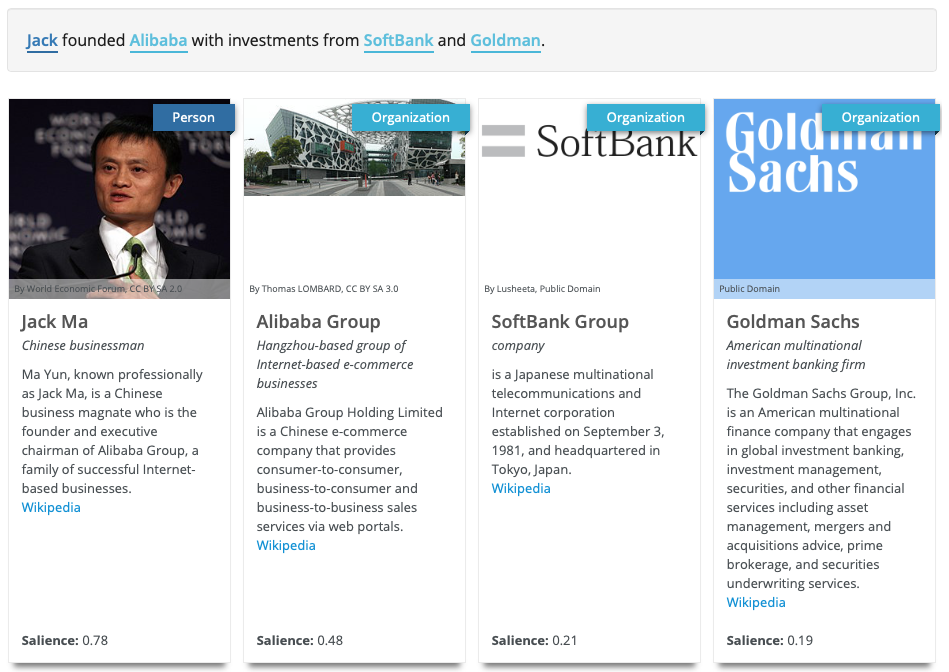 Jack founded Alibaba with investments from SoftBank and Goldman.
Person
WORLD
ECONOMIC
FORUM
WORLD
By World Economic Forum, CC BY SA 2.0
Jack Ma
Chinese businessman
Ma Yun, known professionally
as Jack Ma, is a Chinese
business magnate who is the
founder and executive
chairman of Alibaba Group, a
family of successful Internet-
based businesses.
Wikipedia
Salience: 0.78
Organization
By Thomas LOMBARD, CC BY SA 3.0
Alibaba Group
Hangzhou-based group of
Internet-based e-commerce
businesses
Alibaba Group Holding Limited
is a Chinese e-commerce
company that provides
consumer-to-consumer,
business-to-consumer and
business-to-business sales
services via web portals.
Wikipedia
Salience: 0.48
Organization
SoftBank
By Lusheeta, Public Domain
SoftBank Group
company
is a Japanese multinational
telecommunications and
Internet corporation
established on September 3,
1981, and headquartered in
Tokyo, Japan.
Wikipedia
Salience: 0.21
Organization
Goldman
Sachs
Public Domain
Goldman Sachs
American multinational
investment banking firm
The Goldman Sachs Group, Inc.
is an American multinational
finance company that engages
in global investment banking,
investment management,
securities, and other financial
services including asset
management, mergers and
acquisitions advice, prime
brokerage, and securities
underwriting services.
Wikipedia
Salience: 0.19